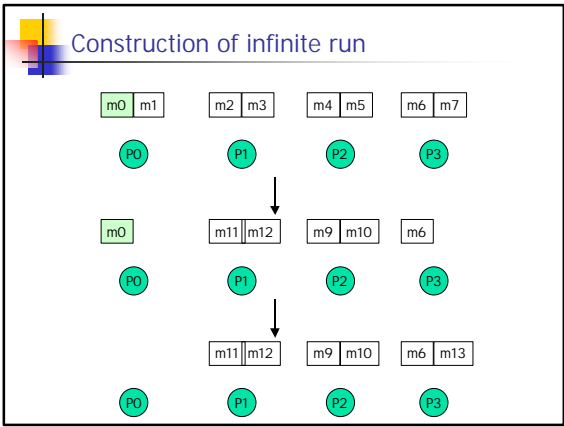 Construction of infinite run
m0 m1 m2 m3 m4 m5 m6 m7
P0 P1 P2 P3
m0 m11 m12 m9 m10 m6
P0 P1 P2 P3
m11 m12 m9 m10 m6 m13
P0 P1 P2 P3